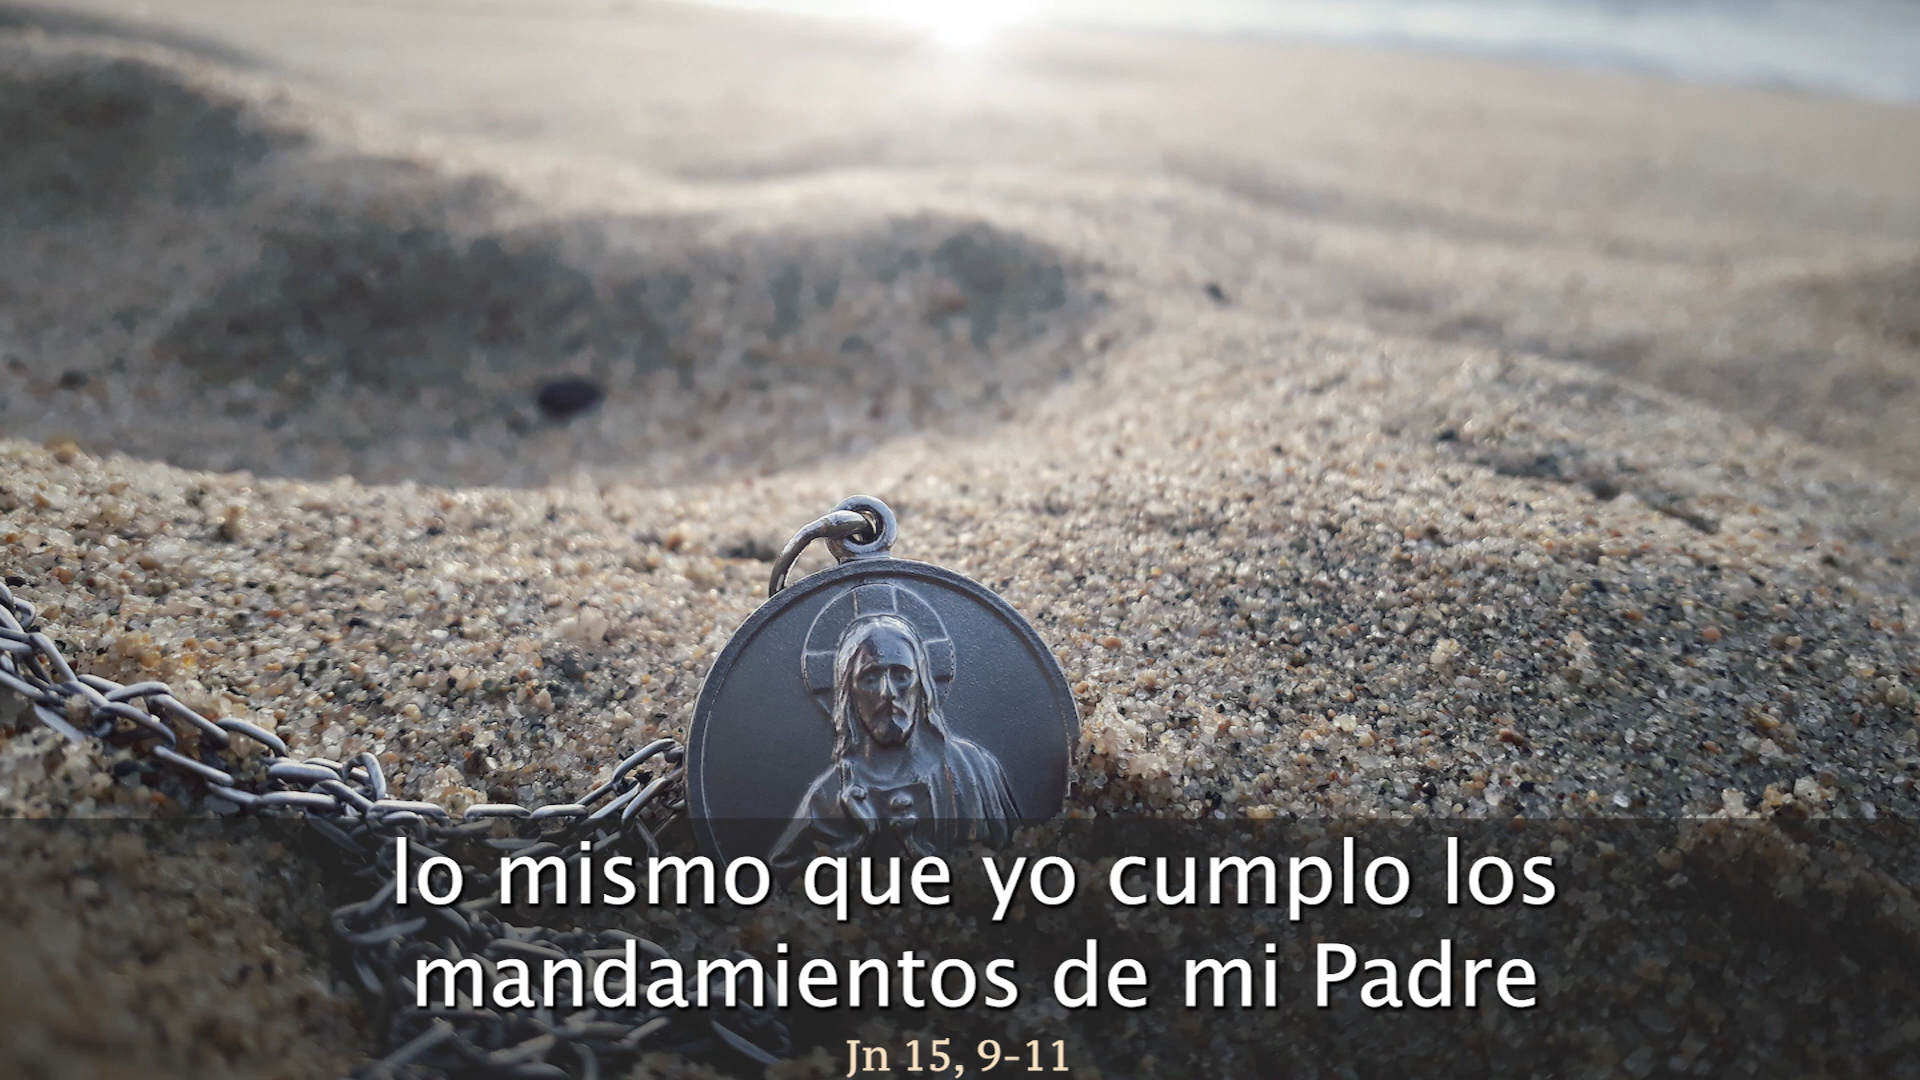 lo mismo que yo cumplo los
mandamientos de mi Padre
Jn 15, 9-11